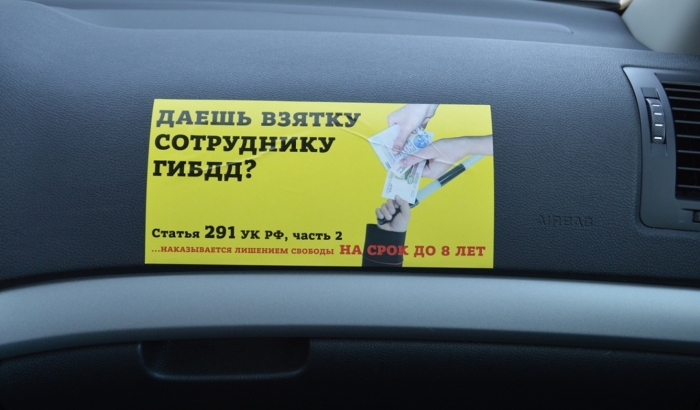 ДАЕШЬ ВЗЯТКУ
СОТРУДНИКУ
ГИБДД?
Статья 291 УК РФ, часть 2
...НАКАЗЫВАЕТСЯ ЛИШЕНИЕМ СВОБОДЫ НА СРОК ДО 8 ЛЕТ
AIRBAG